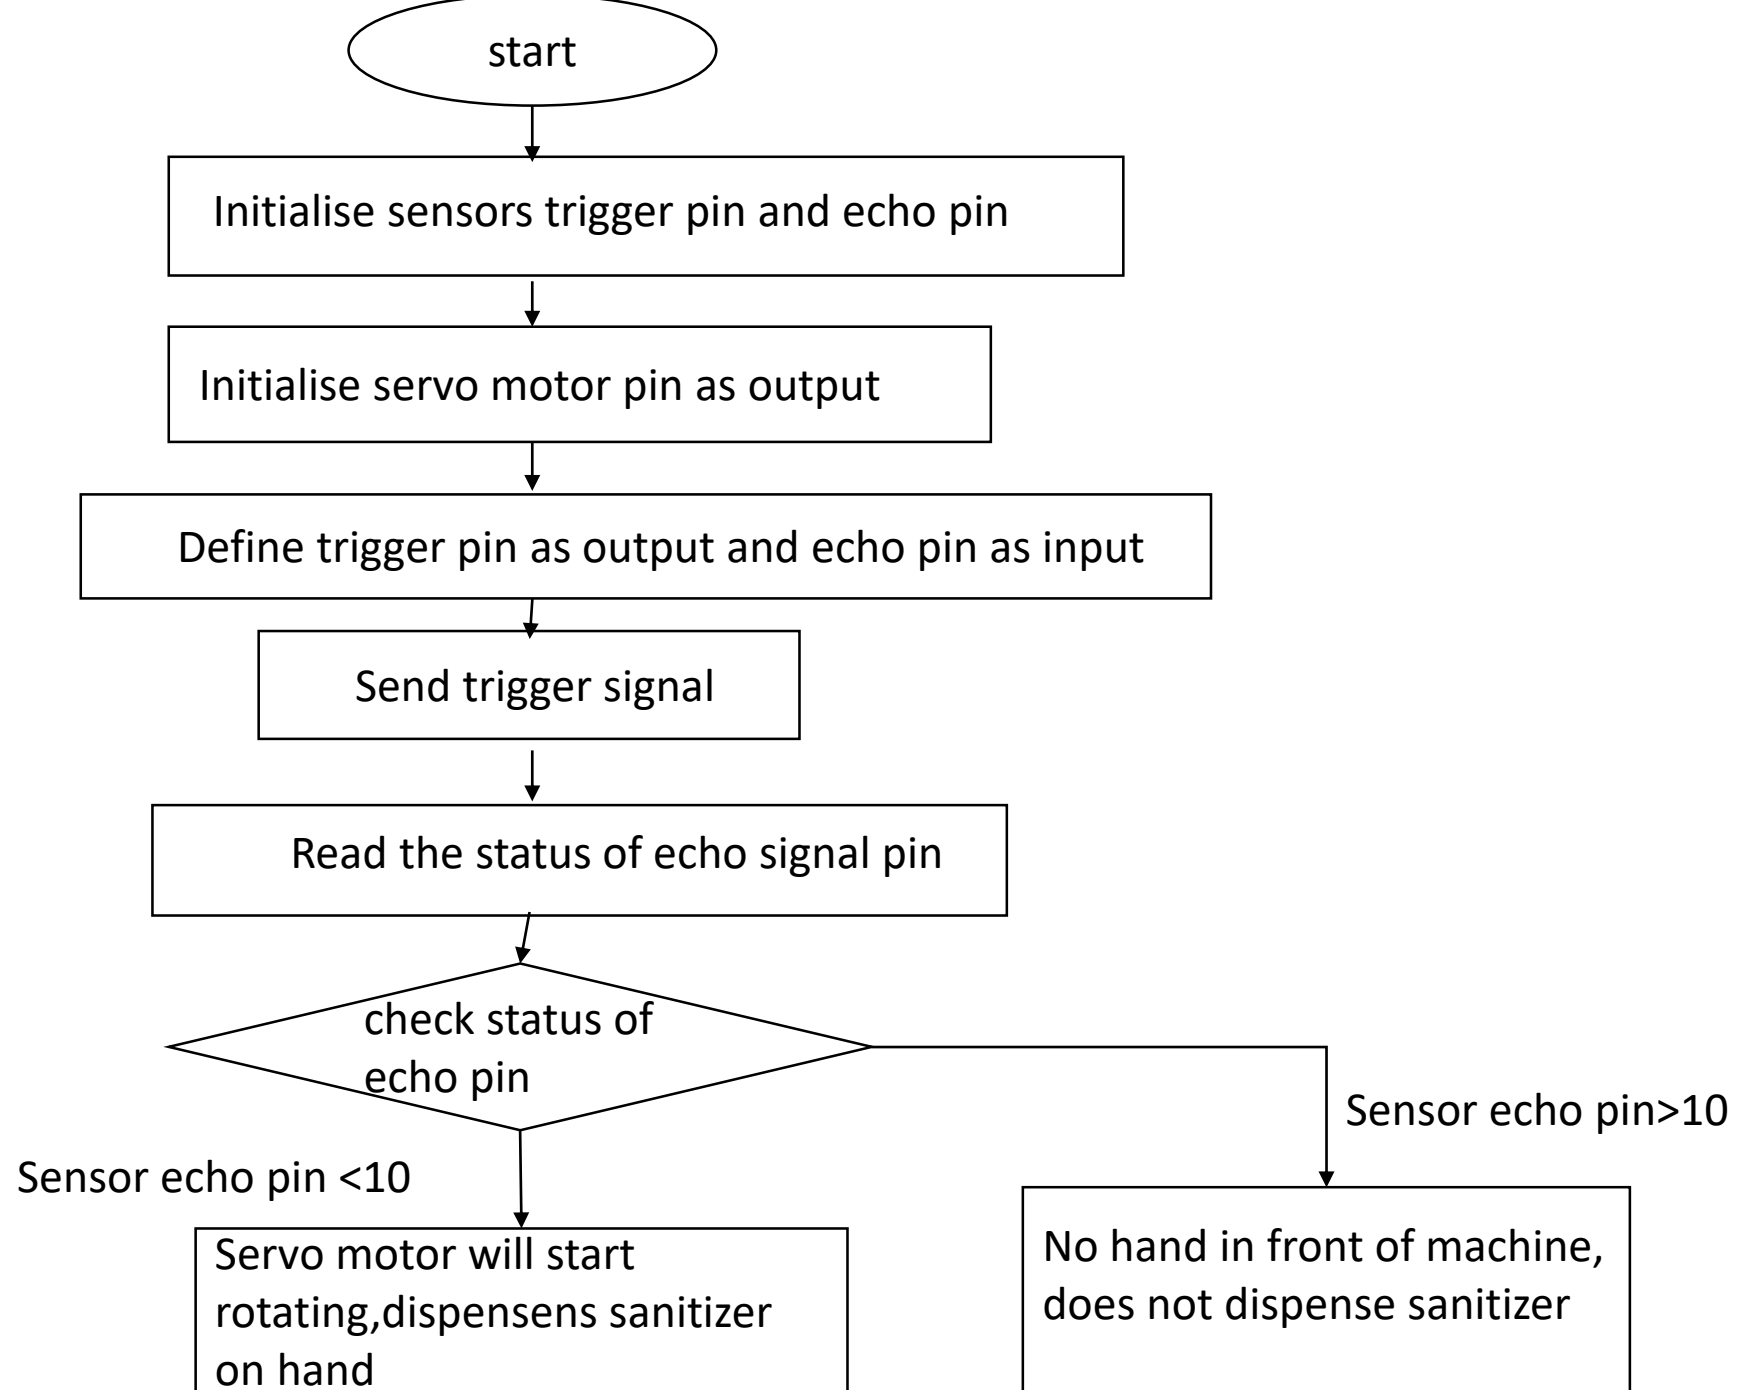 start
Initialise sensors trigger pin and echo pin
Initialise servo motor pin as output
Define trigger pin as output and echo pin as input
Send trigger signal
Read the status of echo signal pin
check status of
echo pin
Sensor echo pin>10
Sensor echo pin <10
Servo motor will start
rotating,dispensens sanitizer
on hand
No hand in front of machine,
does not dispense sanitizer